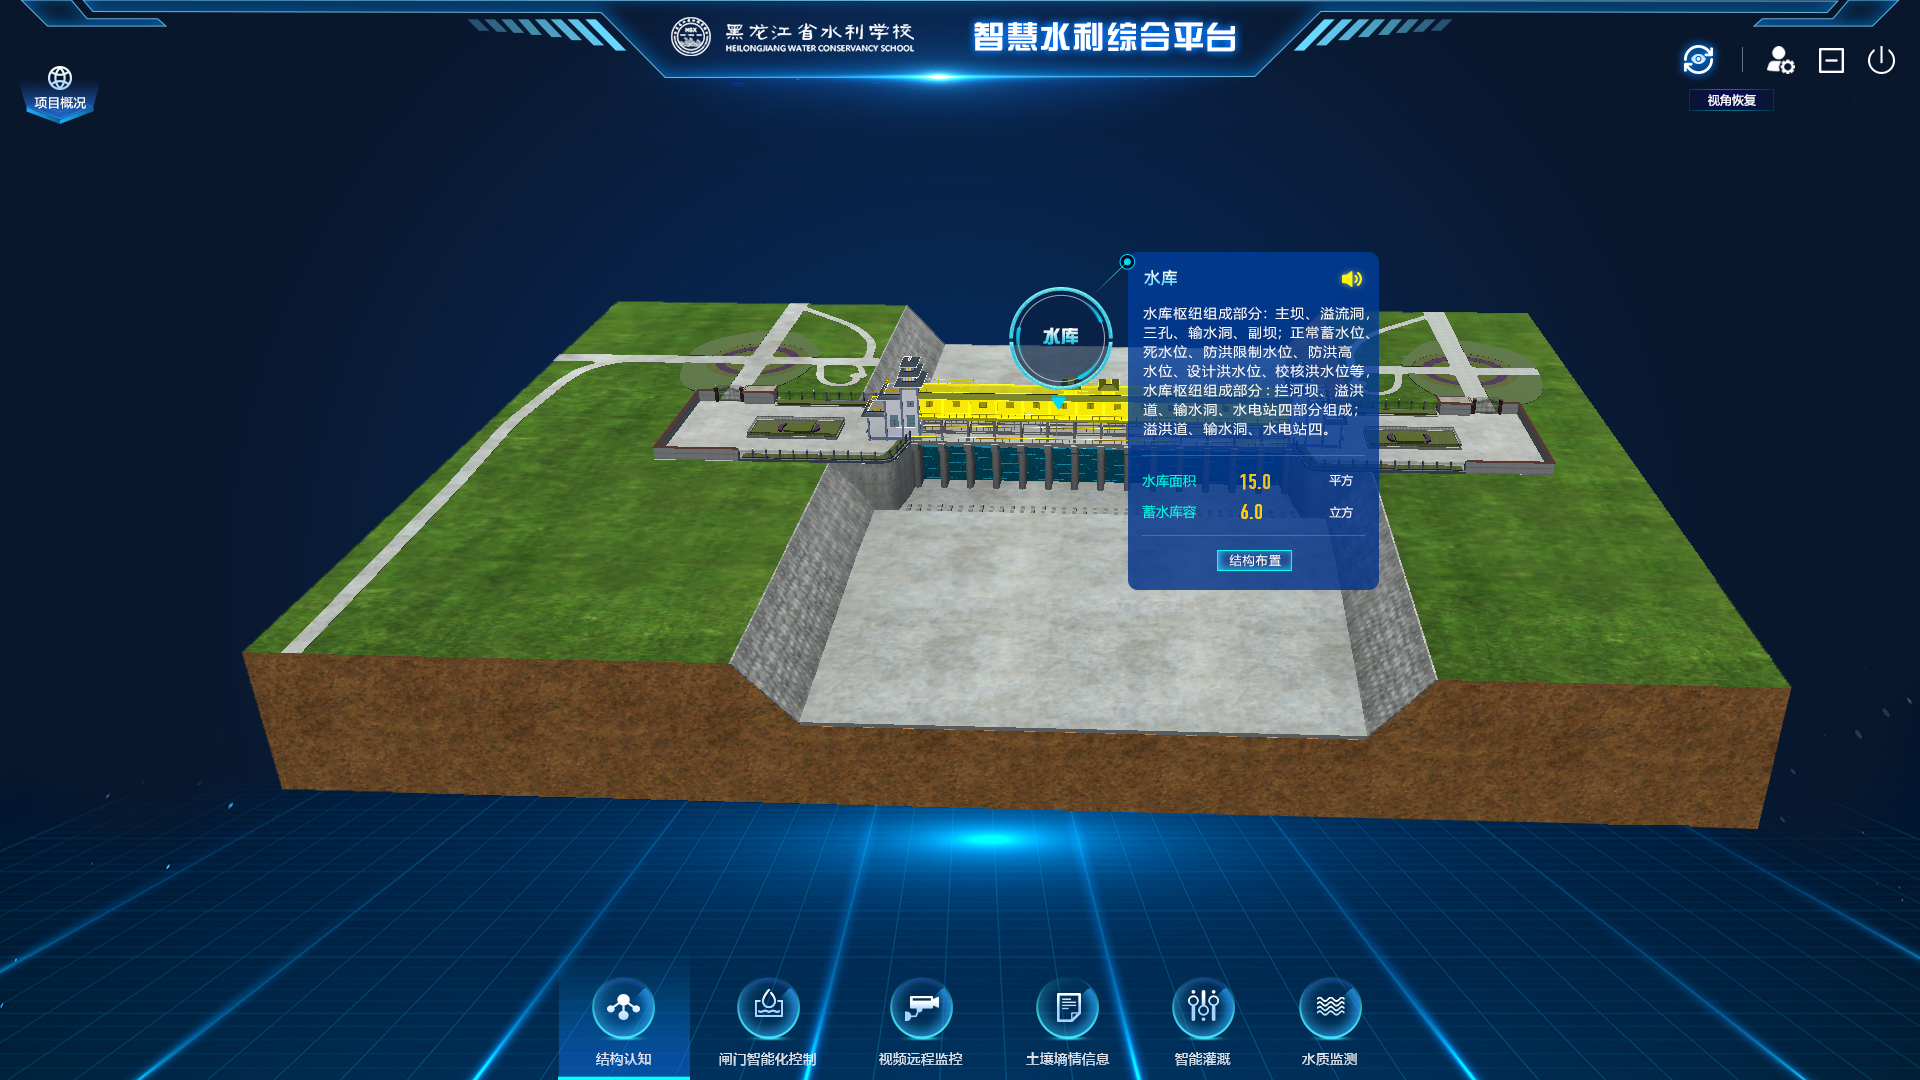 黑龙江省水利学校
HEILONGJIANG WATER CONSERVANCY SCHOOL
智慧水利综合平台
项目概况
视角恢复
水库
水库
水库枢纽组成部分：主坝、溢流洞，
三孔、输水洞、副坝；正常蓄水位、
死水位、防洪限制水位、防洪高
水位、设计洪水位、校核洪水位等，
水库枢纽组成部分：拦河坝、溢洪
道、输水洞、水电站四部分组成；
溢洪道、输水洞、水电站四。
水库面积 15.0 平方
蓄水库容 6.0 立方
结构布置
结构认知
闸门智能化控制
视频远程监控
土壤墒情信息
智能灌溉
水质监测